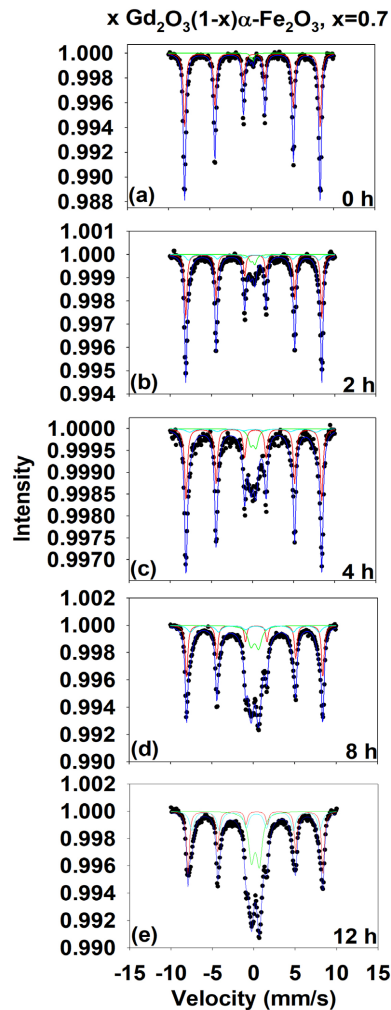 x Gd₂O₃(1-x)α-Fe₂O₃, x=0.7
1.000
0.998
0.996
0.994
0.992
0.990
0.988
(a)
0 h
1.001
1.000
0.999
0.998
0.997
0.996
0.995
0.994
(b)
2 h
1.0000
0.9995
0.9990
0.9985
0.9980
0.9975
0.9970
(c)
4 h
Intensity
1.002
1.000
0.998
0.996
0.994
0.992
0.990
(d)
8 h
1.002
1.000
0.998
0.996
0.994
0.992
0.990
(e)
12 h
-15 -10 -5 0 5 10 15
Velocity (mm/s)